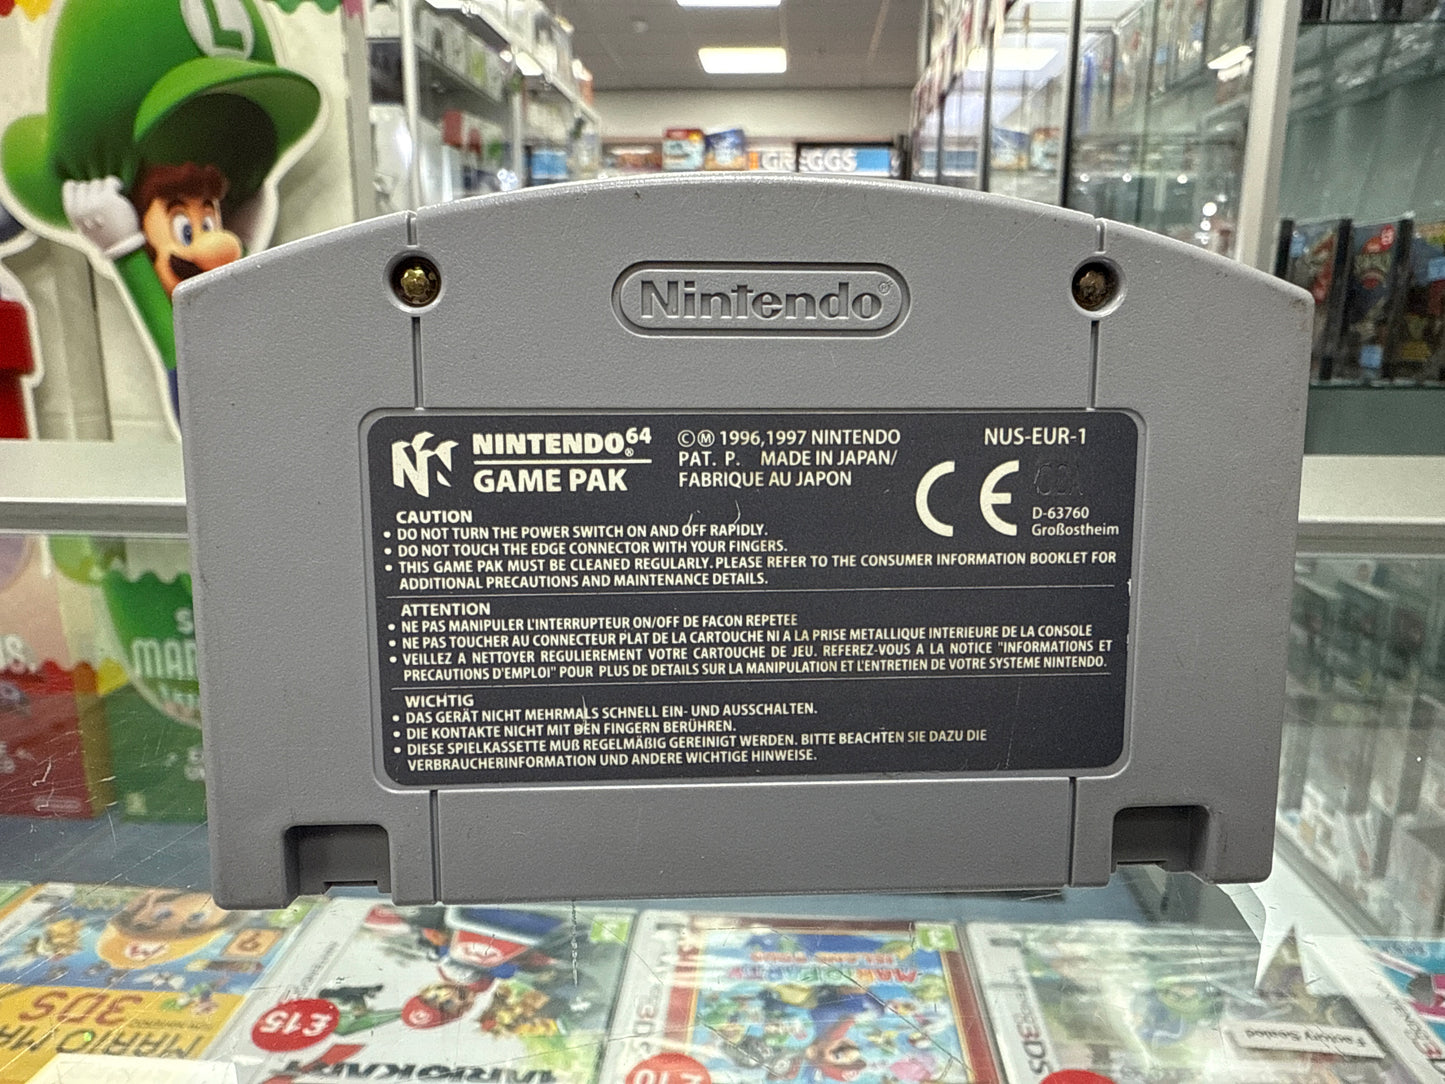 L
GREGGS
Nintendo®
NINTENDO64®
GAME PAK
©Ⓜ 1996,1997 NINTENDO
PAT. P. MADE IN JAPAN/
FABRIQUE AU JAPON
NUS-EUR-1
CE
D-63760
Großostheim
CAUTION
• DO NOT TURN THE POWER SWITCH ON AND OFF RAPIDLY.
• DO NOT TOUCH THE EDGE CONNECTOR WITH YOUR FINGERS.
• THIS GAME PAK MUST BE CLEANED REGULARLY. PLEASE REFER TO THE CONSUMER INFORMATION BOOKLET FOR
ADDITIONAL PRECAUTIONS AND MAINTENANCE DETAILS.
ATTENTION
• NE PAS MANIPULER L'INTERRUPTEUR ON/OFF DE FACON REPETEE
• NE PAS TOUCHER AU CONNECTEUR PLAT DE LA CARTOUCHE NI A LA PRISE METALLIQUE INTERIEURE DE LA CONSOLE
• VEILLEZ A NETTOYER REGULIEREMENT VOTRE CARTOUCHE DE JEU. REFEREZ-VOUS A LA NOTICE "INFORMATIONS ET
PRECAUTIONS D'EMPLOI" POUR PLUS DE DETAILS SUR LA MANIPULATION ET L'ENTRETIEN DE VOTRE SYSTEME NINTENDO.
WICHTIG
• DAS GERÄT NICHT MEHRMALS SCHNELL EIN- UND AUSSCHALTEN.
• DIE KONTAKTE NICHT MIT DEN FINGERN BERÜHREN.
• DIESE SPIELKASSETTE MUß REGELMÄßIG GEREINIGT WERDEN. BITTE BEACHTEN SIE DAZU DIE
VERBRAUCHERINFORMATION UND ANDERE WICHTIGE HINWEISE.
3DS
£15
MARIO PARTY
3DS
Factory Sealed